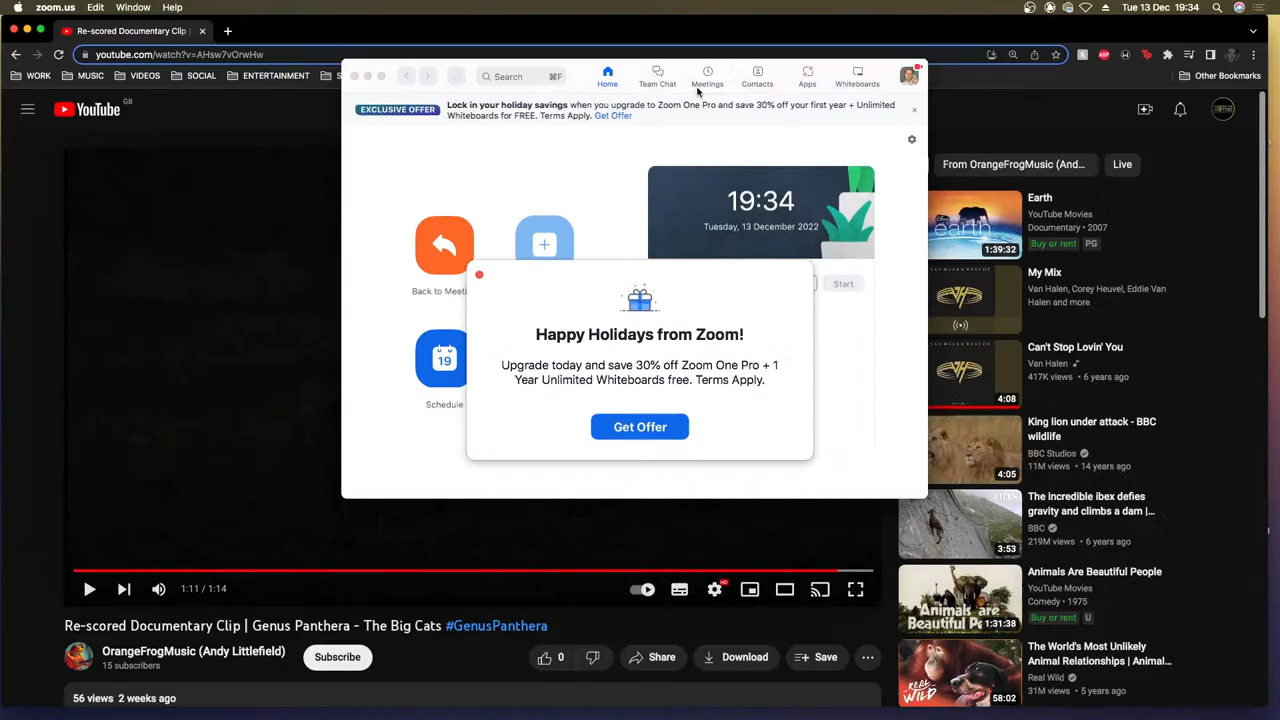 zoom.us Edit Window Help
Tue 13 Dec 19:34
Re-scored Documentary Clip |
youtube.com/watch?v=AHsw7vOrwHw
WORK MUSIC VIDEOS SOCIAL ENTERTAINMENT
Other Bookmarks
YouTube GB
Search ⌘F
Home Team Chat Meetings Contacts Apps Whiteboards
EXCLUSIVE OFFER
Lock in your holiday savings when you upgrade to Zoom One Pro and save 30% off your first year + Unlimited
Whiteboards for FREE. Terms Apply. Get Offer
19:34
Tuesday, 13 December 2022
Back to Meeti
Start
19
Schedule
Happy Holidays from Zoom!
Upgrade today and save 30% off Zoom One Pro + 1
Year Unlimited Whiteboards free. Terms Apply.
Get Offer
1:11 / 1:14
HD
Re-scored Documentary Clip | Genus Panthera - The Big Cats #GenusPanthera
OrangeFrogMusic (Andy Littlefield)
15 subscribers
Subscribe
0
Share
Download
Save
56 views 2 weeks ago
From OrangeFrogMusic (And...
Live
earth
1:39:32
Earth
YouTube Movies
Documentary • 2007
Buy or rent PG
My Mix
Van Halen, Corey Heuvel, Eddie Van
Halen and more
4:08
Can't Stop Lovin' You
Van Halen
417K views • 6 years ago
4:05
King lion under attack - BBC
wildlife
BBC Studios
11M views • 14 years ago
3:53
The incredible ibex defies
gravity and climbs a dam |...
BBC
219M views • 6 years ago
Animals Are
Beautiful People
1:31:38
Animals Are Beautiful People
YouTube Movies
Comedy • 1975
Buy or rent U
REAL
WILD
58:02
The World's Most Unlikely
Animal Relationships | Animal...
Real Wild
31M views • 5 years ago